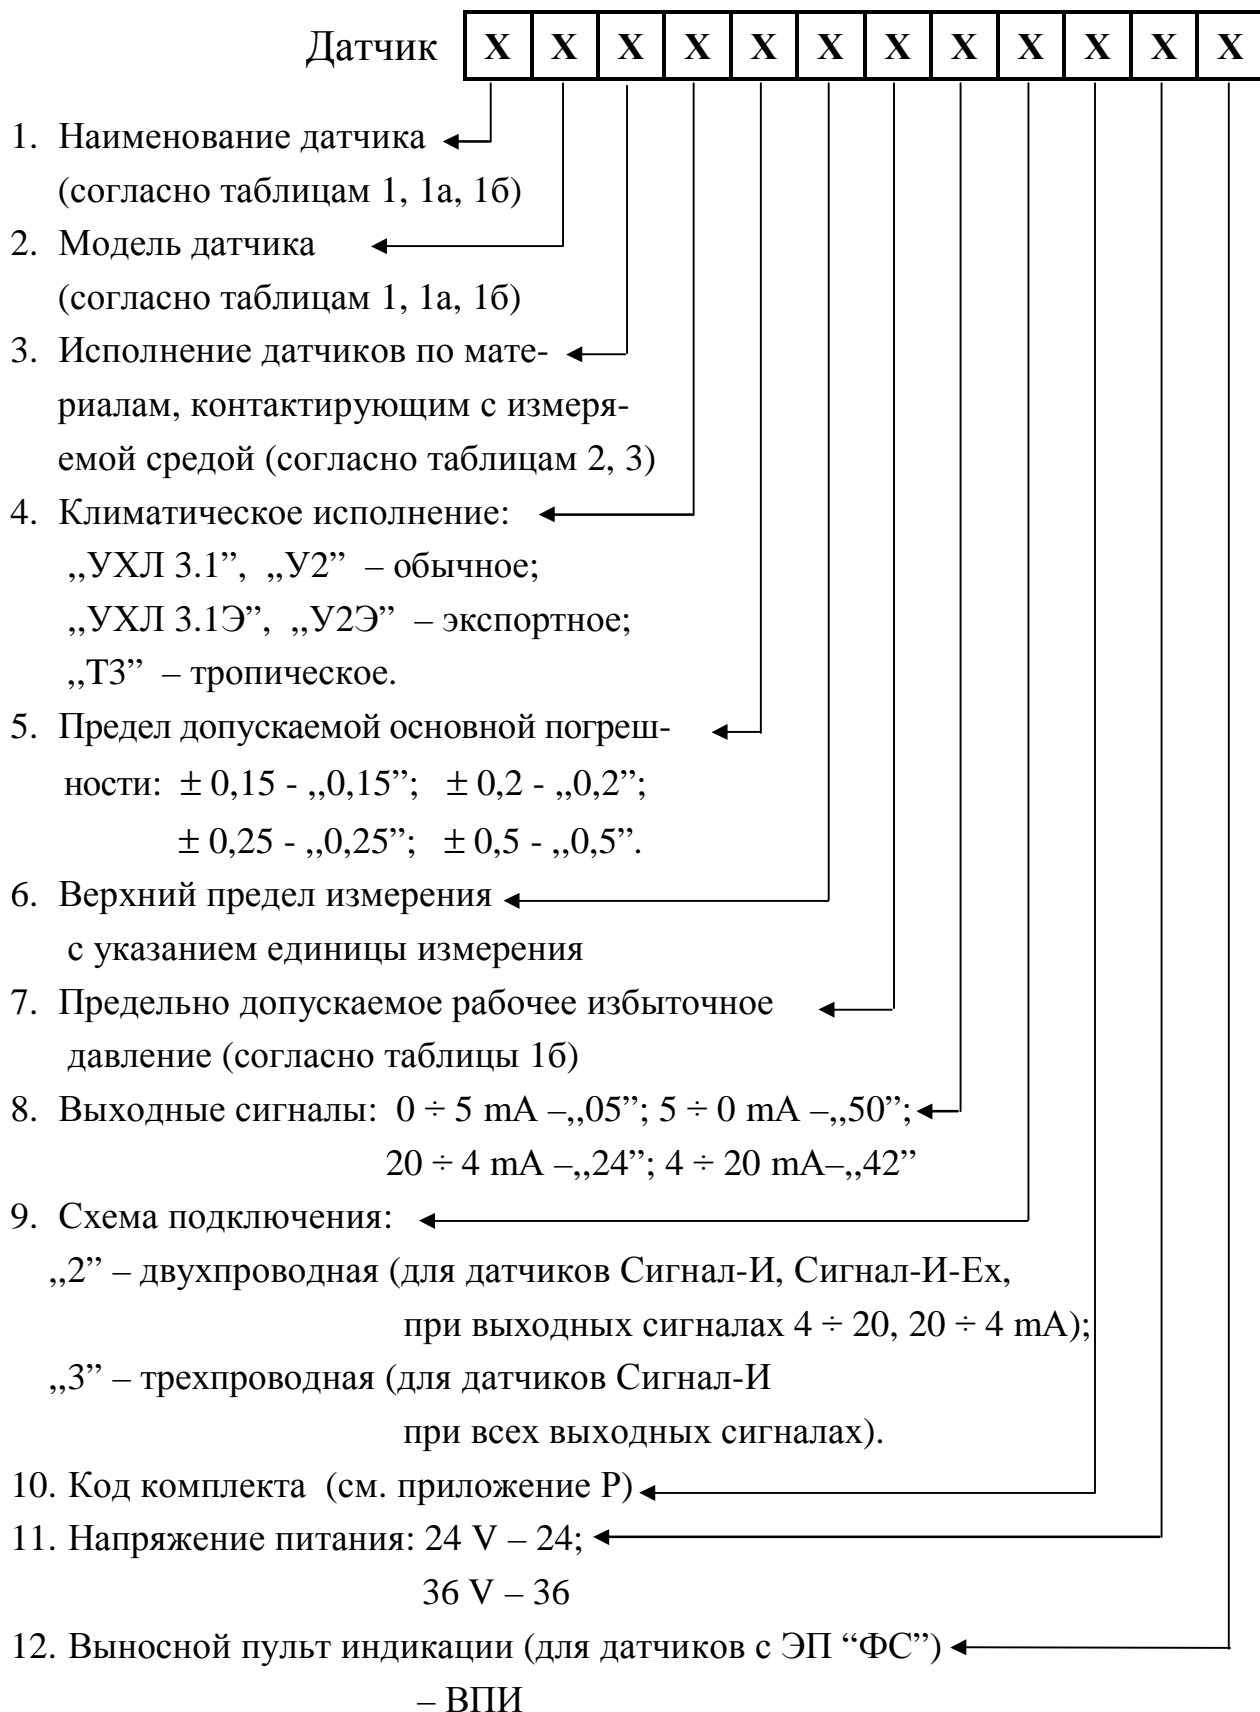 Датчик X X X X X X X X X X X X
1. Наименование датчика
(согласно таблицам 1, 1а, 1б)
2. Модель датчика
(согласно таблицам 1, 1а, 1б)
3. Исполнение датчиков по мате-
риалам, контактирующим с измеря-
емой средой (согласно таблицам 2, 3)
4. Климатическое исполнение:
„УХЛ 3.1”, „У2” – обычное;
„УХЛ 3.1Э”, „У2Э” – экспортное;
„Т3” – тропическое.
5. Предел допускаемой основной погреш-
ности: ± 0,15 - „0,15”; ± 0,2 - „0,2”;
± 0,25 - „0,25”; ± 0,5 - „0,5”.
6. Верхний предел измерения
с указанием единицы измерения
7. Предельно допускаемое рабочее избыточное
давление (согласно таблицы 1б)
8. Выходные сигналы: 0 ÷ 5 mA –„05”; 5 ÷ 0 mA –„50”;
20 ÷ 4 mA –„24”; 4 ÷ 20 mA–„42”
9. Схема подключения:
„2” – двухпроводная (для датчиков Сигнал-И, Сигнал-И-Ех,
при выходных сигналах 4 ÷ 20, 20 ÷ 4 mA);
„3” – трехпроводная (для датчиков Сигнал-И
при всех выходных сигналах).
10. Код комплекта (см. приложение Р)
11. Напряжение питания: 24 V – 24;
36 V – 36
12. Выносной пульт индикации (для датчиков с ЭП “ФС”)
– ВПИ